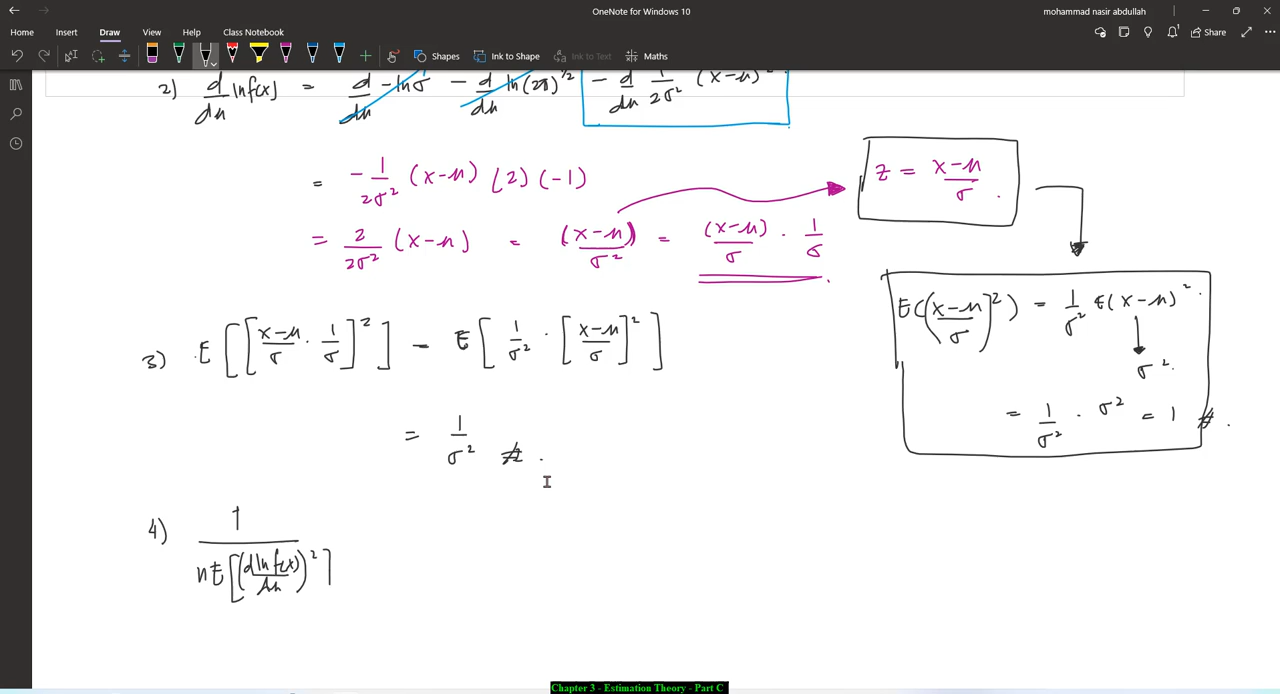 OneNote for Windows 10
mohammad nasir abdullah
Home Insert Draw View Help Class Notebook
Share
Shapes Ink to Shape Ink to Text Maths
2) d/dμ ln f(x) = d/dμ -lnσ - d/dμ ln(2π)^1/2 - d/dμ 1/2σ² (x-μ)²
= -1/2σ² (x-μ) (2) (-1)
= 2/2σ² (x-μ) = (x-μ)/σ² = (x-μ)/σ · 1/σ .
z = x-μ/σ .
E((x-μ/σ)²) = 1/σ² E(x-μ)² .
σ² .
= 1/σ² · σ² = 1 # .
3) E[[x-μ/σ · 1/σ]²] = E[1/σ² · [x-μ/σ]²]
= 1/σ² # .
4) 1/nE[(d ln f(x)/dμ)²]
Chapter 3 - Estimation Theory - Part C